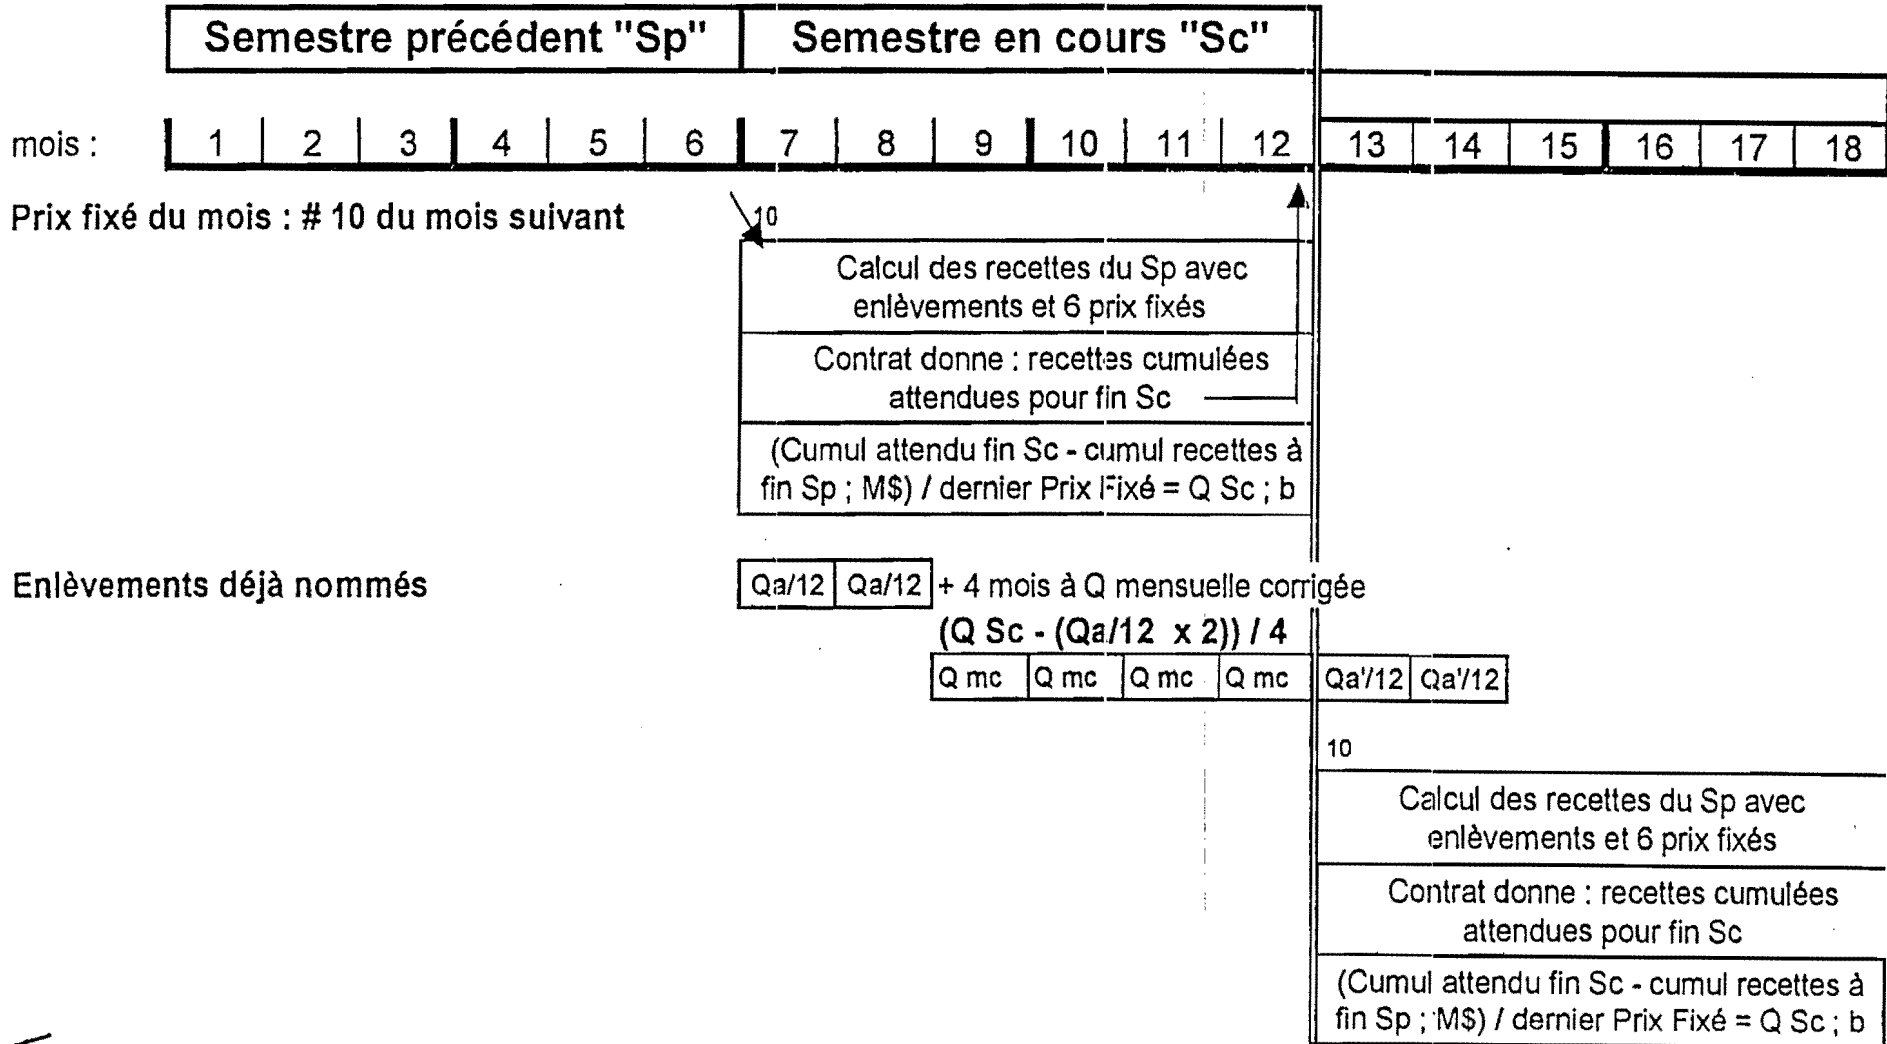 Semestre précédent "Sp" Semestre en cours "Sc"
mois : 1 2 3 4 5 6 7 8 9 10 11 12 13 14 15 16 17 18
Prix fixé du mois : # 10 du mois suivant 10
Calcul des recettes du Sp avec
enlèvements et 6 prix fixés
Contrat donne : recettes cumulées
attendues pour fin Sc
(Cumul attendu fin Sc - cumul recettes à
fin Sp ; M$) / dernier Prix Fixé = Q Sc ; b
Enlèvements déjà nommés Qa/12 Qa/12 + 4 mois à Q mensuelle corrigée
(Q Sc - (Qa/12 x 2)) / 4
Q mc Q mc Q mc Q mc Qa'/12 Qa'/12
10
Calcul des recettes du Sp avec
enlèvements et 6 prix fixés
Contrat donne : recettes cumulées
attendues pour fin Sc
(Cumul attendu fin Sc - cumul recettes à
fin Sp ; M$) / dernier Prix Fixé = Q Sc ; b